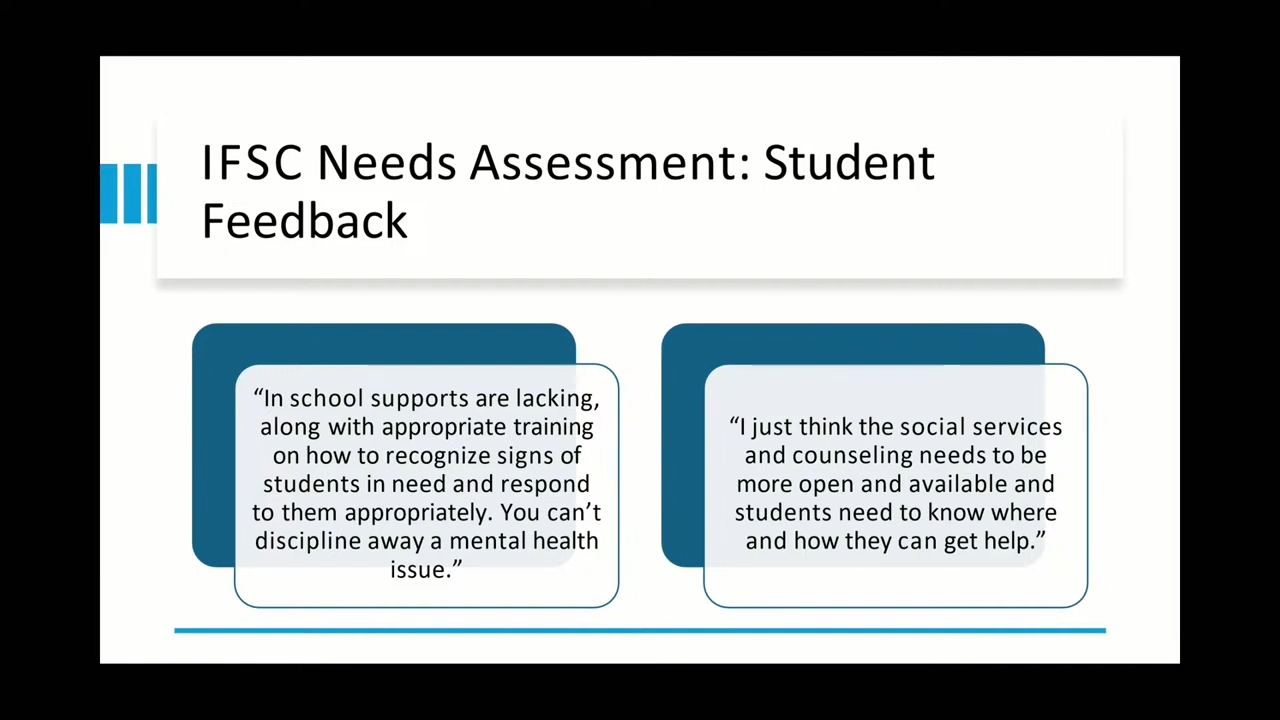 IFSC Needs Assessment: Student
Feedback
“In school supports are lacking,
along with appropriate training
on how to recognize signs of
students in need and respond
to them appropriately. You can’t
discipline away a mental health
issue.”
“I just think the social services
and counseling needs to be
more open and available and
students need to know where
and how they can get help.”